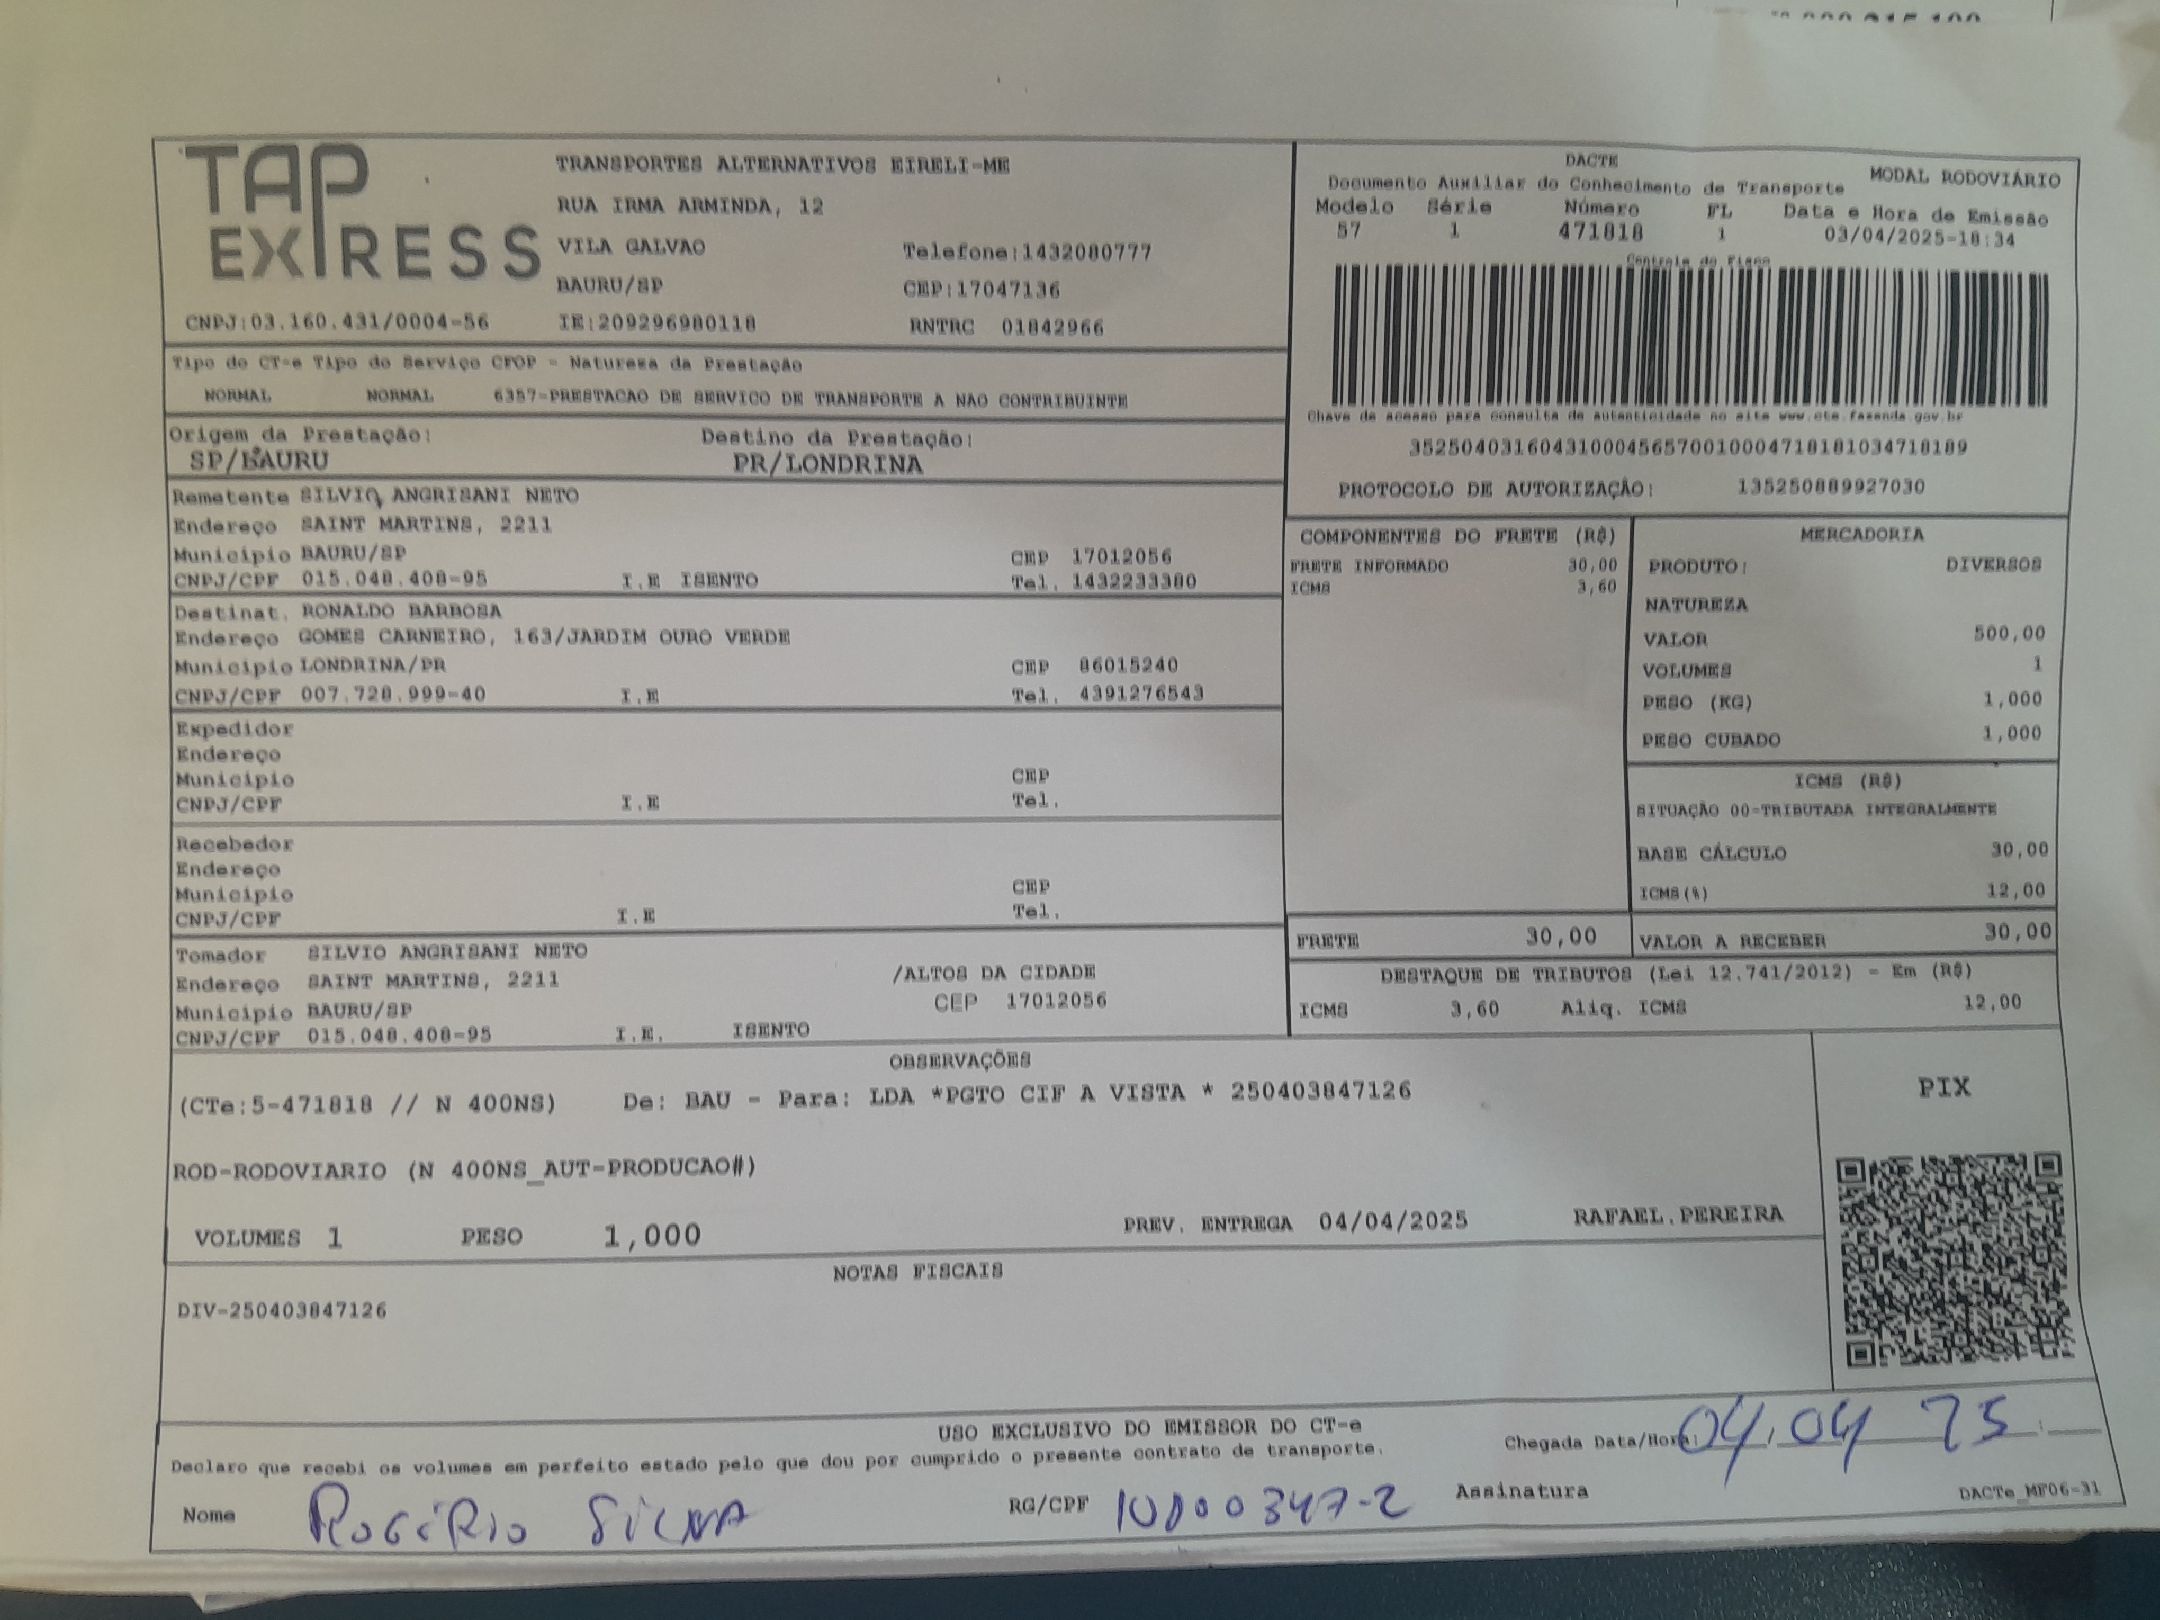 TAP
EXPRESS
TRANSPORTES ALTERNATIVOS EIRELI-ME
RUA IRMA ARMINDA, 12
VILA GALVAO Telefone:1432080777
BAURU/SP CEP:17047136
CNPJ:03.160.431/0004-56 IE:209296980118 RNTRC 01842966
DACTE
Documento Auxiliar do Conhecimento de Transporte MODAL RODOVIÁRIO
Modelo Série Número FL Data e Hora de Emissão
57 1 471818 1 03/04/2025-18:34
Controle do Fisco
Chave de acesso para consulta de autenticidade no site www.cte.fazenda.gov.br
35250403160431000456570010004718181034718189
PROTOCOLO DE AUTORIZAÇÃO: 135250889927030
Tipo do CT-e Tipo do Serviço CFOP - Natureza da Prestação
NORMAL NORMAL 6357-PRESTACAO DE SERVICO DE TRANSPORTE A NAO CONTRIBUINTE
Origem da Prestação: Destino da Prestação:
SP/BAURU PR/LONDRINA
Remetente SILVIO ANGRISANI NETO
Endereço SAINT MARTINS, 2211
Município BAURU/SP CEP 17012056
CNPJ/CPF 015.048.408-95 I.E ISENTO Tel. 1432233380
Destinat. RONALDO BARBOSA
Endereço GOMES CARNEIRO, 163/JARDIM OURO VERDE
Município LONDRINA/PR CEP 86015240
CNPJ/CPF 007.728.999-40 I.E Tel. 4391276543
Expedidor
Endereço
Município CEP
CNPJ/CPF I.E Tel.
Recebedor
Endereço
Município CEP
CNPJ/CPF I.E Tel.
Tomador SILVIO ANGRISANI NETO
Endereço SAINT MARTINS, 2211 /ALTOS DA CIDADE
Município BAURU/SP CEP 17012056
CNPJ/CPF 015.048.408-95 I.E. ISENTO
COMPONENTES DO FRETE (R$)
FRETE INFORMADO 30,00
ICMS 3,60
MERCADORIA
PRODUTO: DIVERSOS
NATUREZA
VALOR 500,00
VOLUMES 1
PESO (KG) 1,000
PESO CUBADO 1,000
ICMS (R$)
SITUAÇÃO 00-TRIBUTADA INTEGRALMENTE
BASE CÁLCULO 30,00
ICMS(%) 12,00
FRETE 30,00 VALOR A RECEBER 30,00
DESTAQUE DE TRIBUTOS (Lei 12.741/2012) - Em (R$)
ICMS 3,60 Aliq. ICMS 12,00
OBSERVAÇÕES
(CTe:5-471818 // N 400NS) De: BAU - Para: LDA *PGTO CIF A VISTA * 250403847126
ROD-RODOVIARIO (N 400NS_AUT-PRODUCAO#)
VOLUMES 1 PESO 1,000 PREV. ENTREGA 04/04/2025 RAFAEL.PEREIRA
PIX
NOTAS FISCAIS
DIV-250403847126
USO EXCLUSIVO DO EMISSOR DO CT-e
Declaro que recebi os volumes em perfeito estado pelo que dou por cumprido o presente contrato de transporte.
Chegada Data/Hora: 04,04 25 :
Nome Rogério Silva RG/CPF Assinatura DACTe_MF06-31